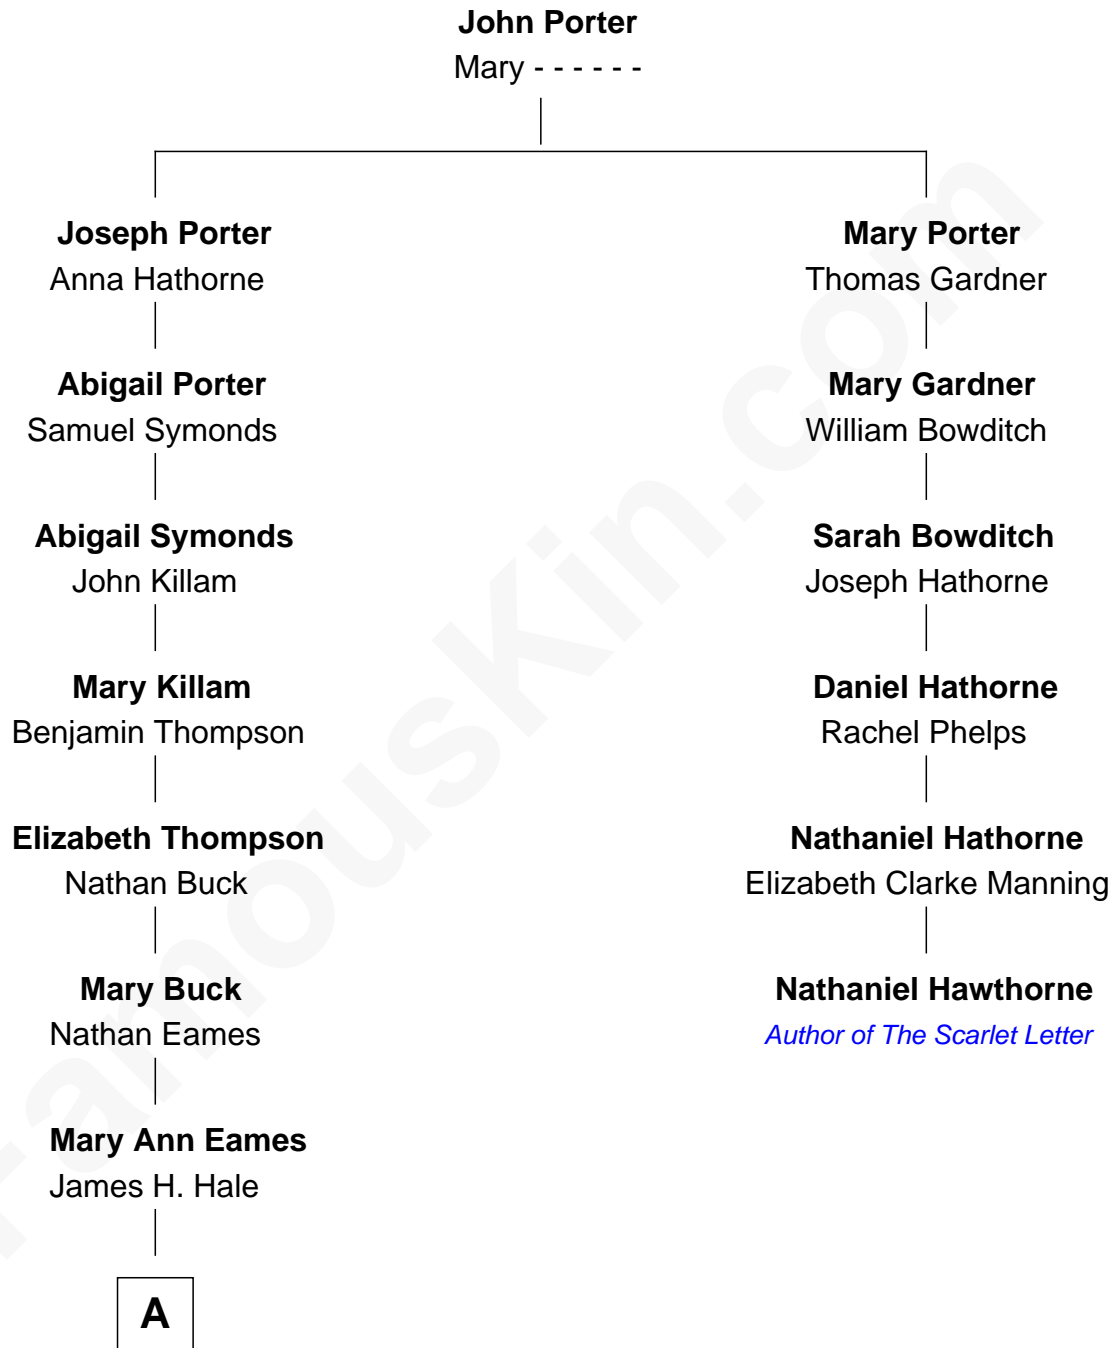 John Porter
Mary - - - - - -
Joseph Porter
Anna Hathorne
Mary Porter
Thomas Gardner
Abigail Porter
Samuel Symonds
Mary Gardner
William Bowditch
Abigail Symonds
John Killam
Sarah Bowditch
Joseph Hathorne
Mary Killam
Benjamin Thompson
Daniel Hathorne
Rachel Phelps
Elizabeth Thompson
Nathan Buck
Nathaniel Hathorne
Elizabeth Clarke Manning
Mary Buck
Nathan Eames
Nathaniel Hawthorne
Author of The Scarlet Letter
Mary Ann Eames
James H. Hale
A
FamousKin.com